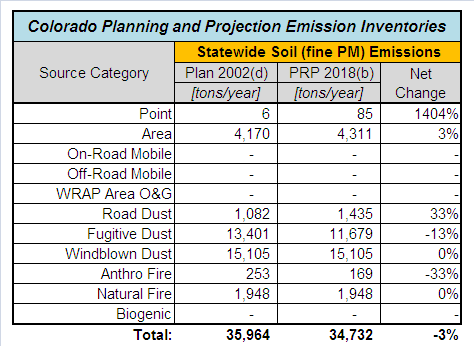 Colorado Planning and Projection Emission Inventories
Statewide Soil (fine PM) Emissions
Source Category Plan 2002(d) PRP 2018(b) Net
[tons/year] [tons/year] Change
Point 6 85 1404%
Area 4,170 4,311 3%
On-Road Mobile - - -
Off-Road Mobile - - -
WRAP Area O&G - - -
Road Dust 1,082 1,435 33%
Fugitive Dust 13,401 11,679 -13%
Windblown Dust 15,105 15,105 0%
Anthro Fire 253 169 -33%
Natural Fire 1,948 1,948 0%
Biogenic - - -
Total: 35,964 34,732 -3%